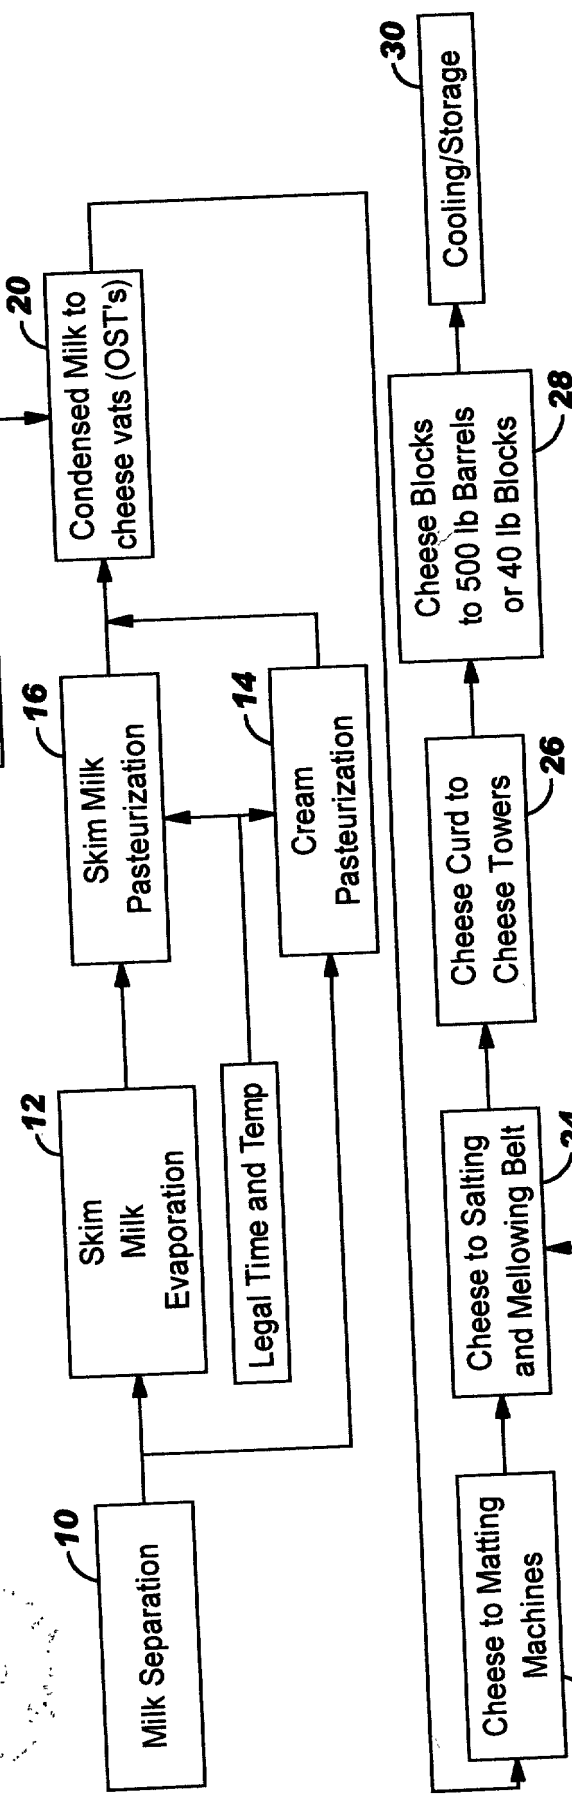 10
Milk Separation
12
Skim
Milk
Evaporation
Legal Time and Temp
16
Skim Milk
Pasteurization
14
Cream
Pasteurization
20
Condensed Milk to
cheese vats (OST's)
Cheese to Matting
Machines
Cheese to Salting
and Mellowing Belt
26
Cheese Curd to
Cheese Towers
28
Cheese Blocks
to 500 lb Barrels
or 40 lb Blocks
30
Cooling/Storage